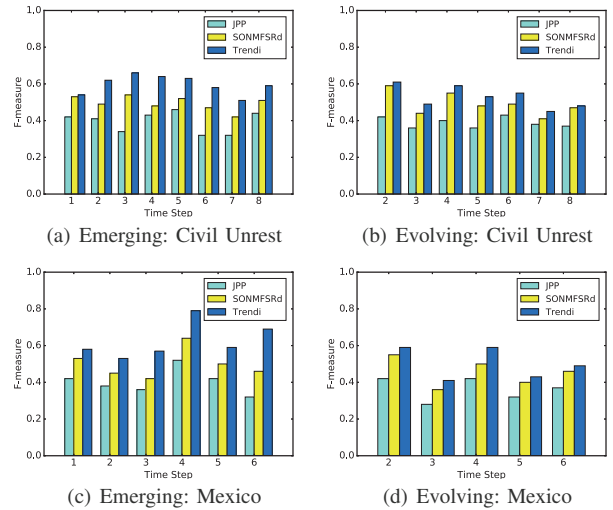 1.0
0.8
0.6
0.4
0.2
0.0
F-measure
JPP
SONMFSRd
Trendi
1 2 3 4 5 6 7 8
Time Step
(a) Emerging: Civil Unrest
1.0
0.8
0.6
0.4
0.2
0.0
F-measure
JPP
SONMFSRd
Trendi
2 3 4 5 6 7 8
Time Step
(b) Evolving: Civil Unrest
1.0
0.8
0.6
0.4
0.2
0.0
F-measure
JPP
SONMFSRd
Trendi
1 2 3 4 5 6
Time Step
(c) Emerging: Mexico
1.0
0.8
0.6
0.4
0.2
0.0
F-measure
JPP
SONMFSRd
Trendi
2 3 4 5 6
Time Step
(d) Evolving: Mexico